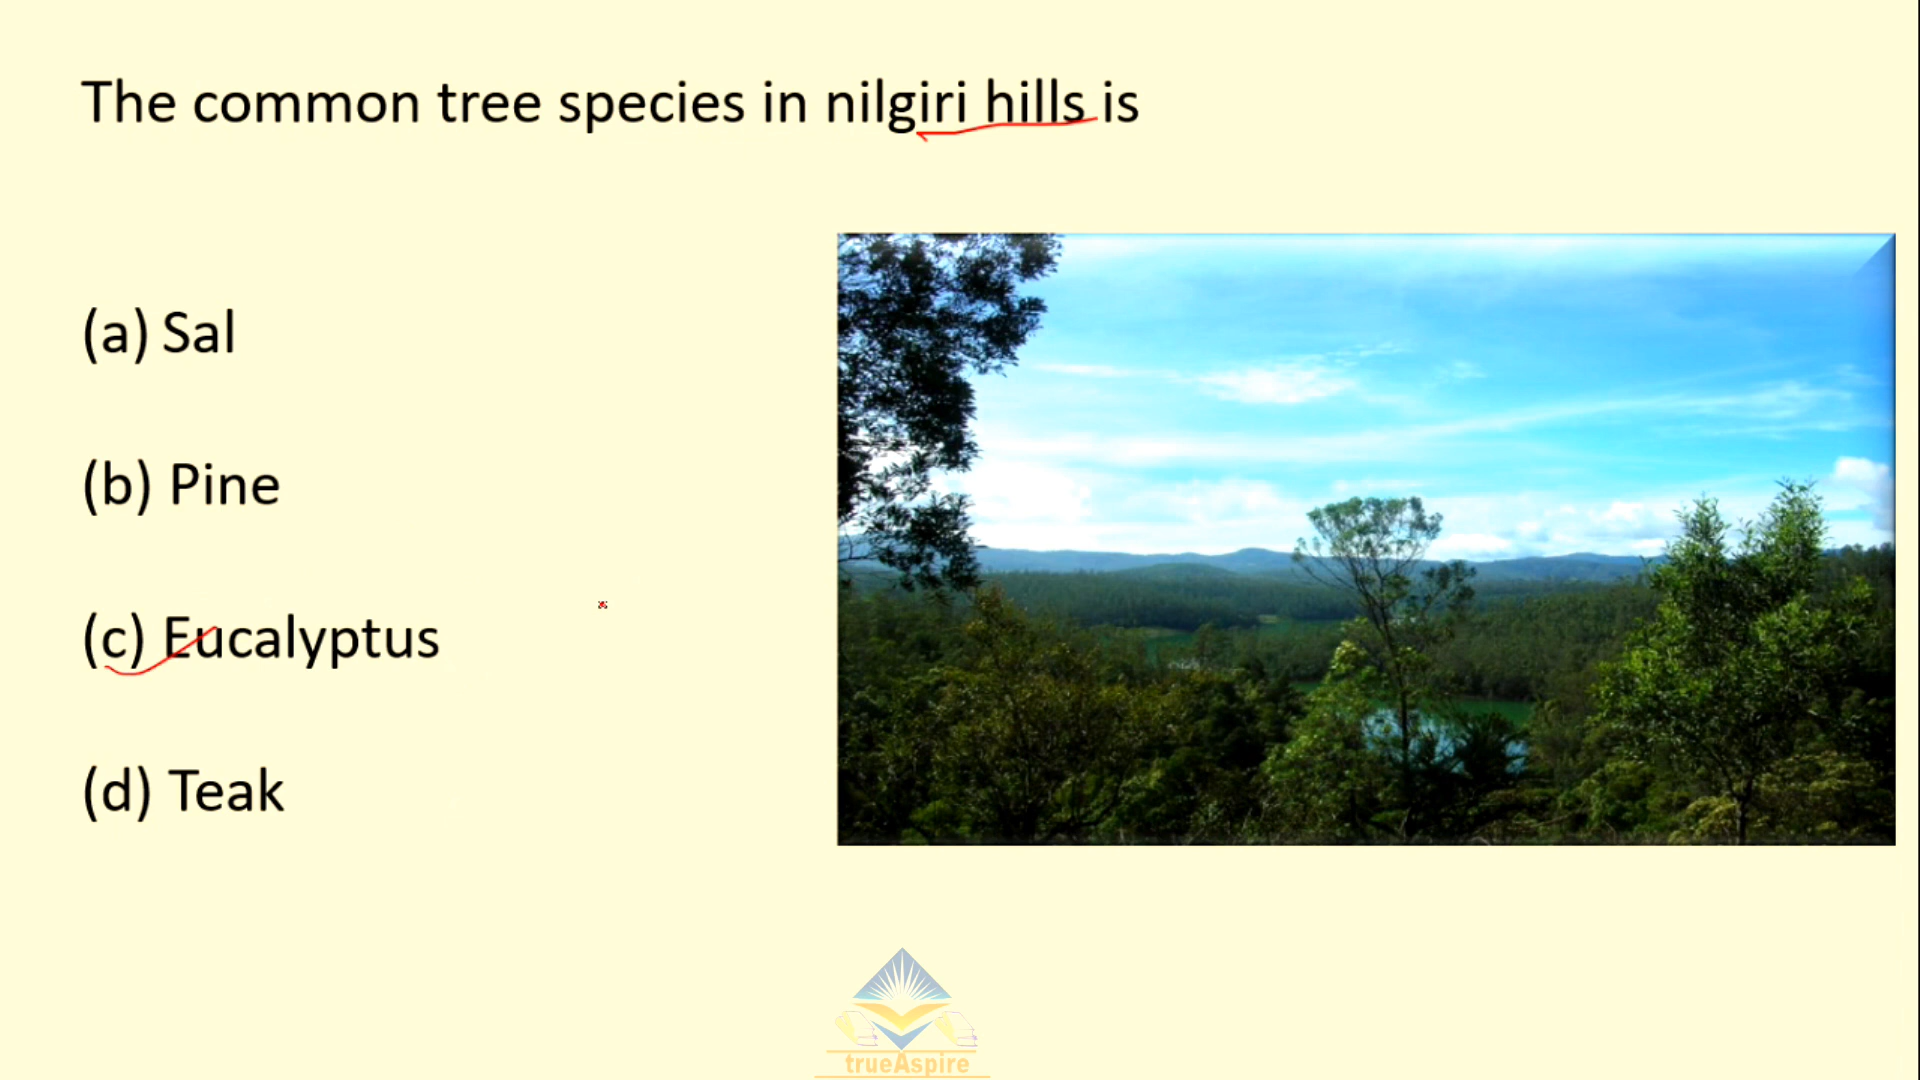 The common tree species in nilgiri hills is
(a) Sal
(b) Pine
(c) Eucalyptus
(d) Teak
trueAspire